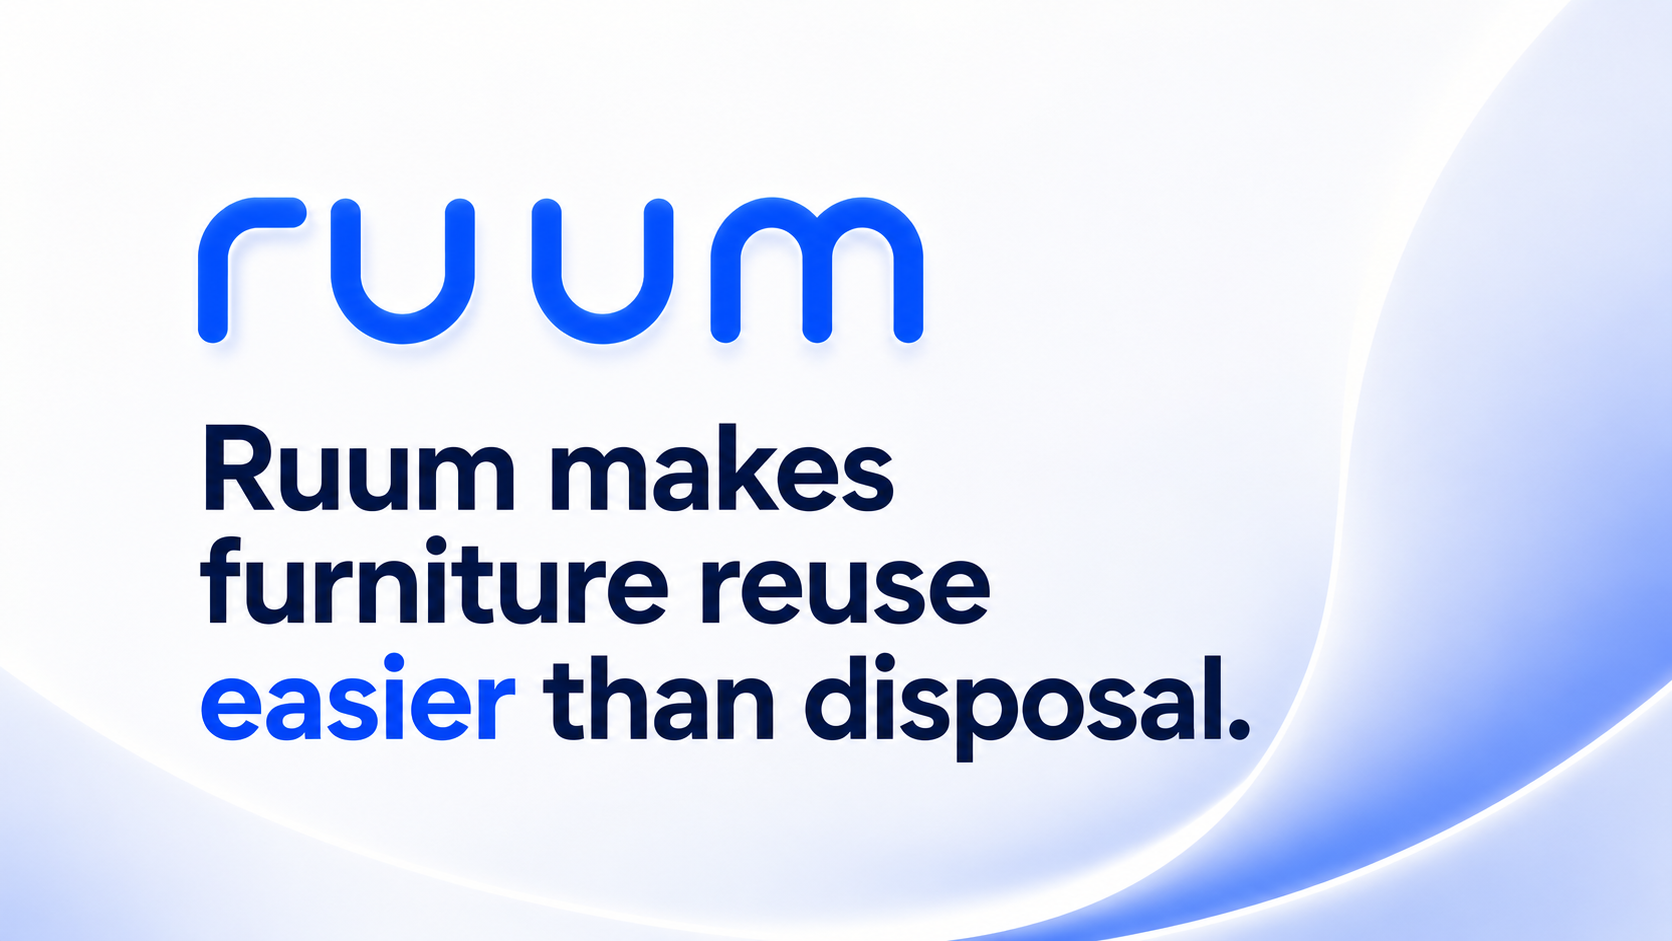 ruum
Ruum makes
furniture reuse
easier than disposal.